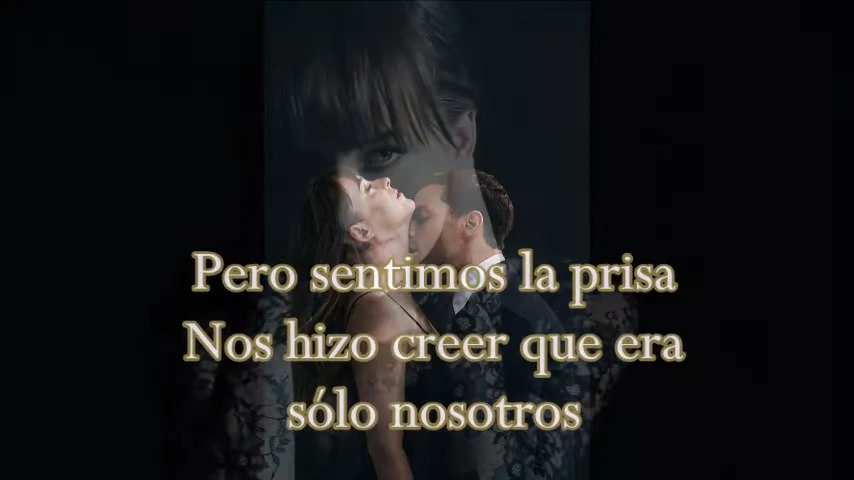 Pero sentimos la prisa
Nos hizo creer que era
sólo nosotros